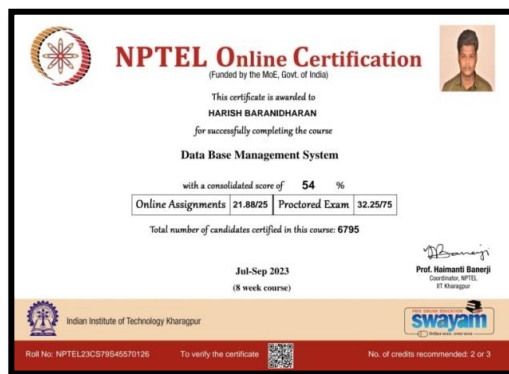 NPTEL Online Certification
(Funded by the MoE, Govt. of India)
This certificate is awarded to
HARISH BARANIDHARAN
for successfully completing the course
Data Base Management System
with a consolidated score of 54 %
Online Assignments 21.88/25 Proctored Exam 32.25/75
Total number of candidates certified in this course: 6795
Jul-Sep 2023
(8 week course)
Prof. Haimanti Banerji
Coordinator, NPTEL
IIT Kharagpur
Indian Institute of Technology Kharagpur
FREE ONLINE EDUCATION
swayam
Roll No: NPTEL23CS79S45570126 To verify the certificate No. of credits recommended: 2 or 3